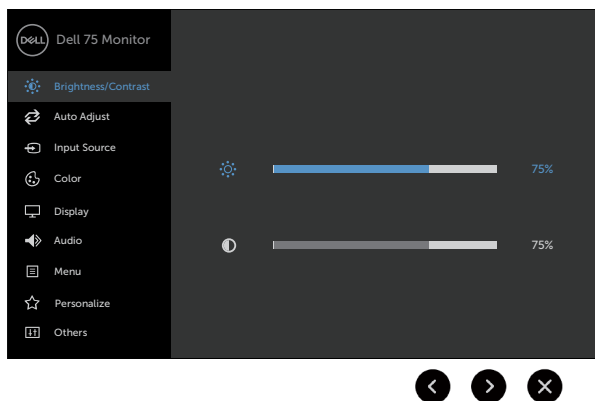 DELL Dell 75 Monitor
Brightness/Contrast
Auto Adjust
Input Source
Color
75%
Display
Audio
75%
Menu
Personalize
Others